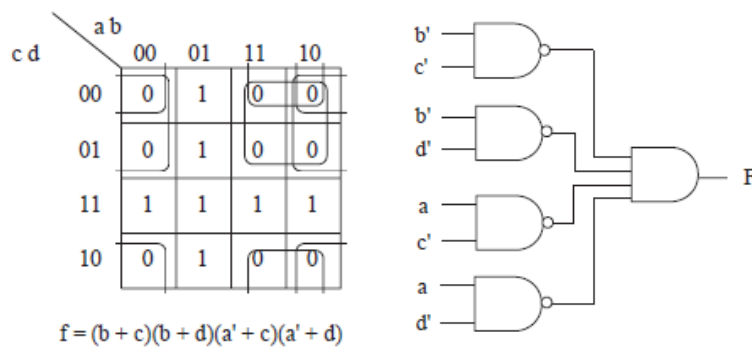 a b
c d
00 01 11 10
00 0 1 0 0
01 0 1 0 0
11 1 1 1 1
10 0 1 0 0
f = (b + c)(b + d)(a' + c)(a' + d)
b'
c'
b'
d'
a
c'
a
d'
F